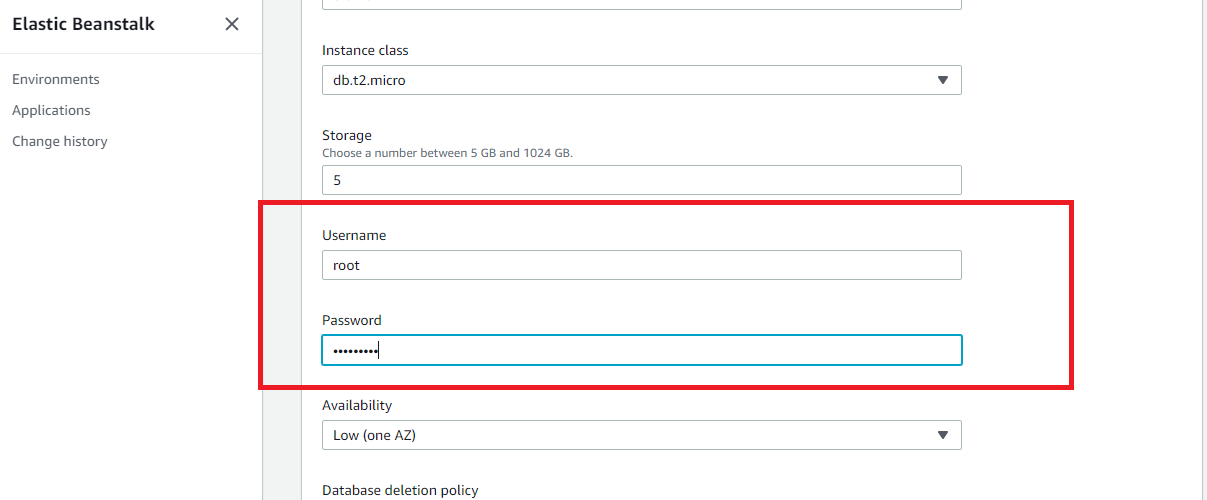 Elastic Beanstalk
Environments
Applications
Change history
Instance class
db.t2.micro
Storage
Choose a number between 5 GB and 1024 GB.
5
Username
root
Password
•••••••••
Availability
Low (one AZ)
Database deletion policy